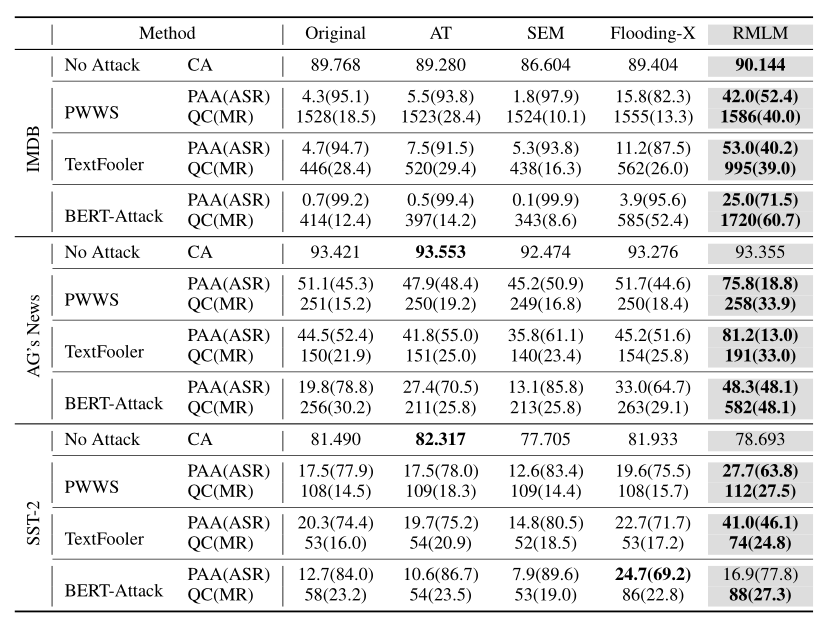 Method Original AT SEM Flooding-X RMLM
IMDB
No Attack CA 89.768 89.280 86.604 89.404 90.144
PWWS PAA(ASR) 4.3(95.1) 5.5(93.8) 1.8(97.9) 15.8(82.3) 42.0(52.4)
QC(MR) 1528(18.5) 1523(28.4) 1524(10.1) 1555(13.3) 1586(40.0)
TextFooler PAA(ASR) 4.7(94.7) 7.5(91.5) 5.3(93.8) 11.2(87.5) 53.0(40.2)
QC(MR) 446(28.4) 520(29.4) 438(16.3) 562(26.0) 995(39.0)
BERT-Attack PAA(ASR) 0.7(99.2) 0.5(99.4) 0.1(99.9) 3.9(95.6) 25.0(71.5)
QC(MR) 414(12.4) 397(14.2) 343(8.6) 585(52.4) 1720(60.7)
AG's News
No Attack CA 93.421 93.553 92.474 93.276 93.355
PWWS PAA(ASR) 51.1(45.3) 47.9(48.4) 45.2(50.9) 51.7(44.6) 75.8(18.8)
QC(MR) 251(15.2) 250(19.2) 249(16.8) 250(18.4) 258(33.9)
TextFooler PAA(ASR) 44.5(52.4) 41.8(55.0) 35.8(61.1) 45.2(51.6) 81.2(13.0)
QC(MR) 150(21.9) 151(25.0) 140(23.4) 154(25.8) 191(33.0)
BERT-Attack PAA(ASR) 19.8(78.8) 27.4(70.5) 13.1(85.8) 33.0(64.7) 48.3(48.1)
QC(MR) 256(30.2) 211(25.8) 213(25.8) 263(29.1) 582(48.1)
SST-2
No Attack CA 81.490 82.317 77.705 81.933 78.693
PWWS PAA(ASR) 17.5(77.9) 17.5(78.0) 12.6(83.4) 19.6(75.5) 27.7(63.8)
QC(MR) 108(14.5) 109(18.3) 109(14.4) 108(15.7) 112(27.5)
TextFooler PAA(ASR) 20.3(74.4) 19.7(75.2) 14.8(80.5) 22.7(71.7) 41.0(46.1)
QC(MR) 53(16.0) 54(20.9) 52(18.5) 53(17.2) 74(24.8)
BERT-Attack PAA(ASR) 12.7(84.0) 10.6(86.7) 7.9(89.6) 24.7(69.2) 16.9(77.8)
QC(MR) 58(23.2) 54(23.5) 53(19.0) 86(22.8) 88(27.3)